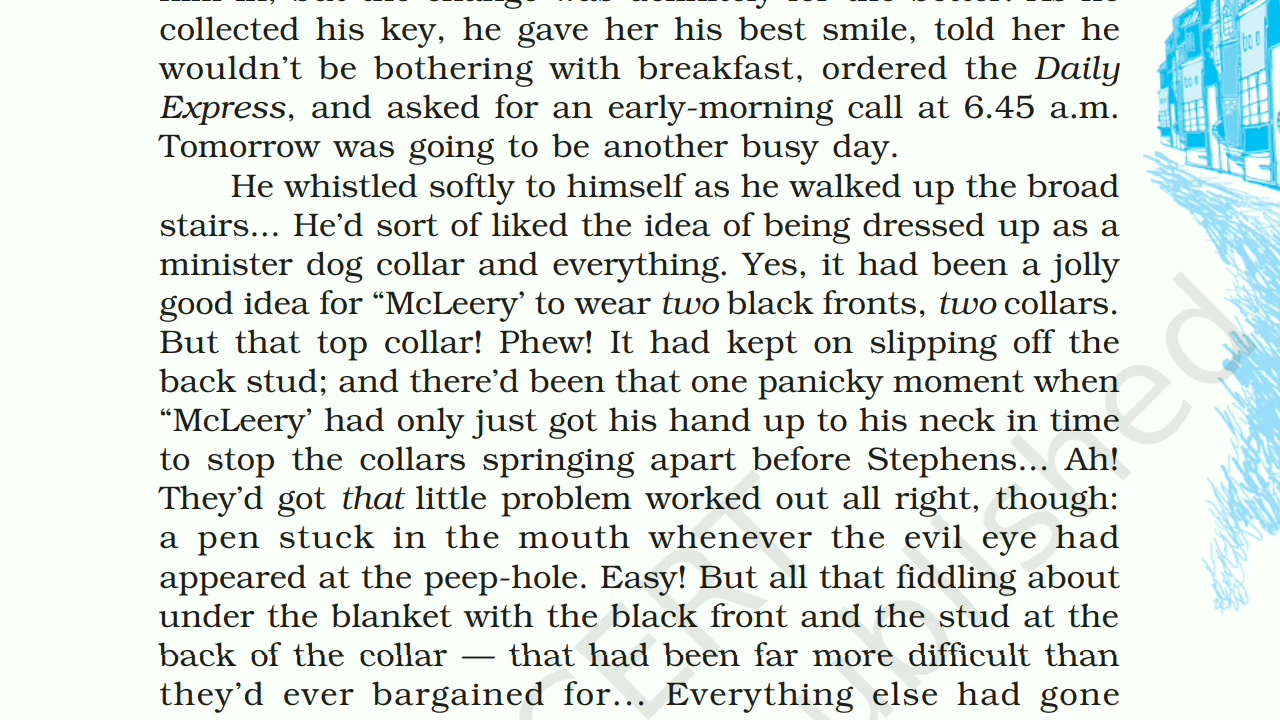 collected his key, he gave her his best smile, told her he
wouldn't be bothering with breakfast, ordered the Daily
Express, and asked for an early-morning call at 6.45 a.m.
Tomorrow was going to be another busy day.
He whistled softly to himself as he walked up the broad
stairs... He'd sort of liked the idea of being dressed up as a
minister dog collar and everything. Yes, it had been a jolly
good idea for “McLeery’ to wear two black fronts, two collars.
But that top collar! Phew! It had kept on slipping off the
back stud; and there’d been that one panicky moment when
“McLeery’ had only just got his hand up to his neck in time
to stop the collars springing apart before Stephens... Ah!
They’d got that little problem worked out all right, though:
a pen stuck in the mouth whenever the evil eye had
appeared at the peep-hole. Easy! But all that fiddling about
under the blanket with the black front and the stud at the
back of the collar — that had been far more difficult than
they’d ever bargained for... Everything else had gone